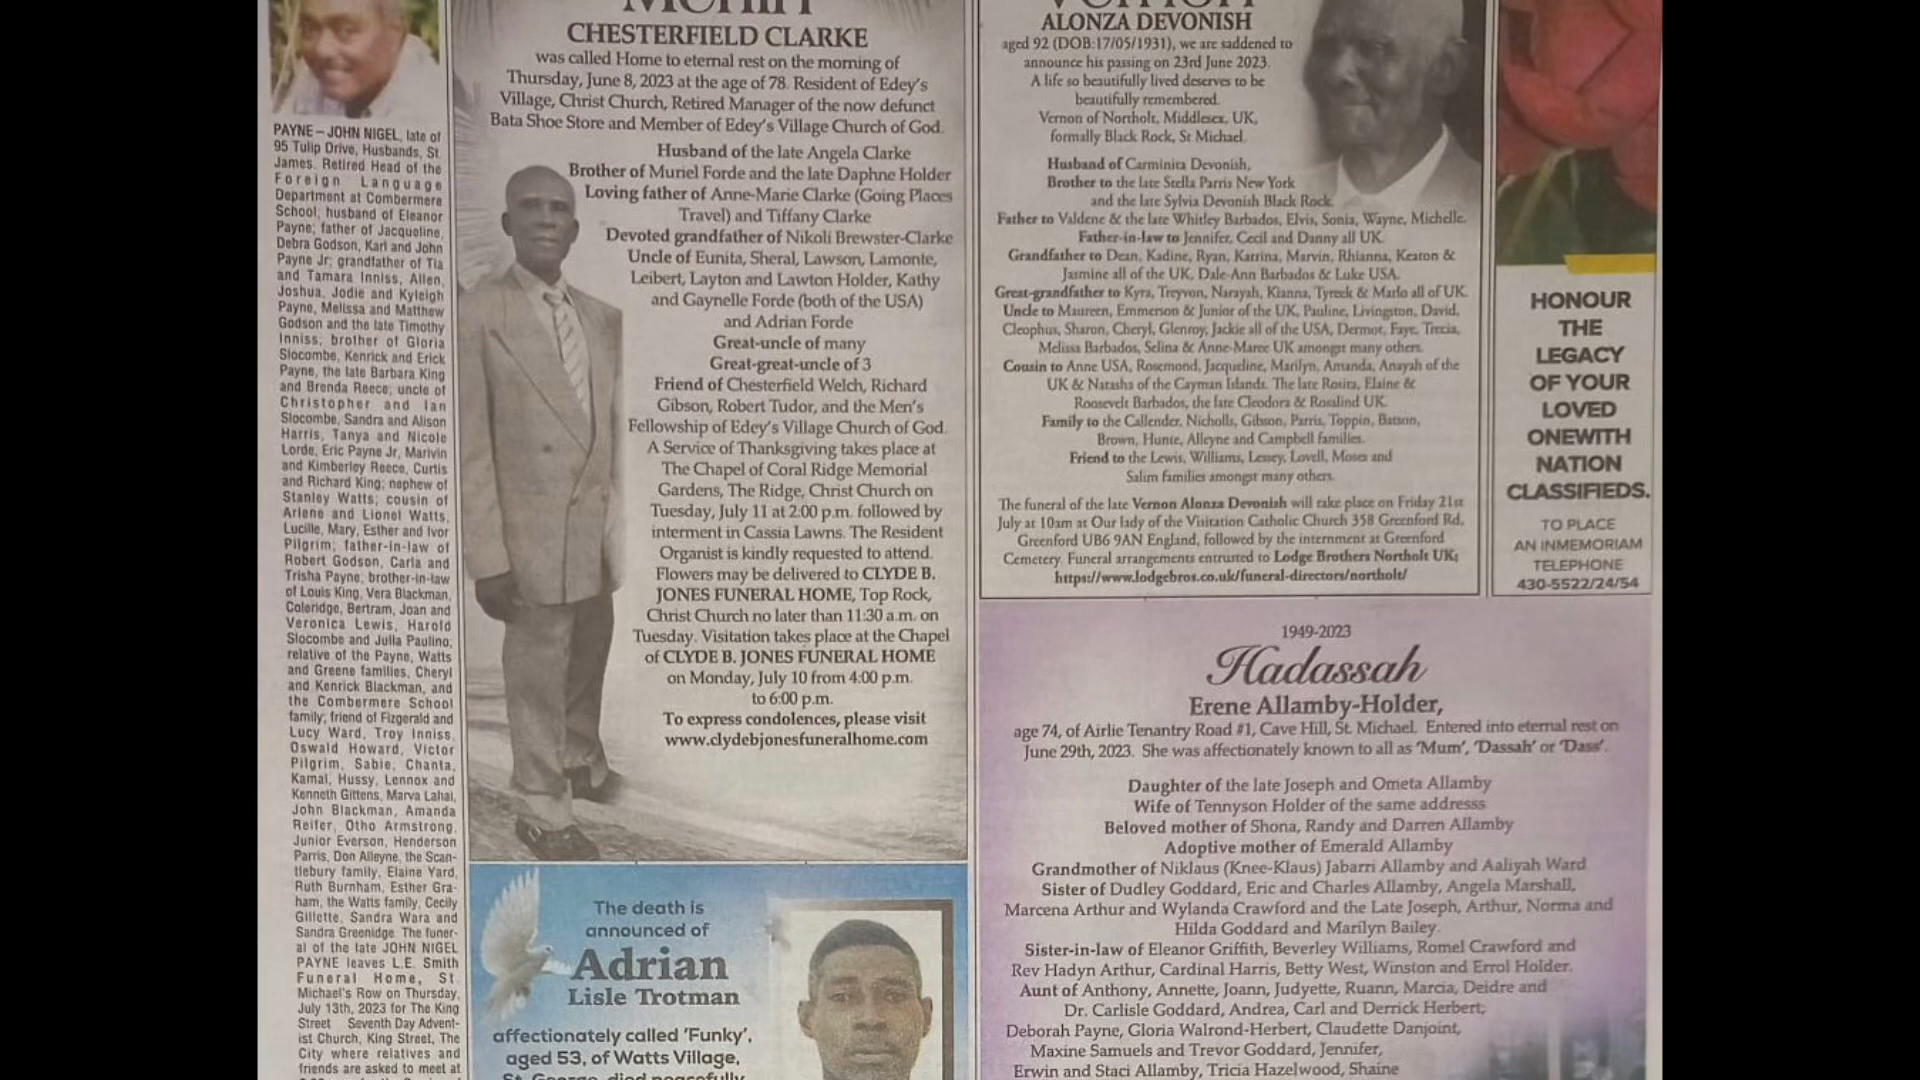 PAYNE – JOHN NIGEL, late of
95 Tulip Drive, Husbands, St.
James. Retired Head of the
Foreign Language
Department at Combermere
School; husband of Eleanor
Payne; father of Jacqueline,
Debra Godson, Karl and John
Payne Jr; grandfather of Tia
and Tamara Inniss, Allen,
Joshua, Jodie and Kyleigh
Payne, Melissa and Matthew
Godson and the late Timothy
Inniss; brother of Gloria
Slocombe, Kenrick and Erick
Payne, the late Barbara King
and Brenda Reece; uncle of
Christopher and Ian
Slocombe, Sandra and Alison
Harris, Tanya and Nicole
Lorde, Eric Payne Jr, Marivin
and Kimberley Reece, Curtis
and Richard King; nephew of
Stanley Watts; cousin of
Arlene and Lionel Watts,
Lucille, Mary, Esther and Ivor
Pilgrim; father-in-law of
Robert Godson, Carla and
Trisha Payne; brother-in-law
of Louis King, Vera Blackman,
Coleridge, Bertram, Joan and
Veronica Lewis, Harold
Slocombe and Julia Paulino;
relative of the Payne, Watts
and Greene families, Cheryl
and Kenrick Blackman, and
the Combermere School
family; friend of Fizgerald and
Lucy Ward, Troy Inniss,
Oswald Howard, Victor
Pilgrim, Sabie, Chanta,
Kamal, Hussy, Lennox and
Kenneth Gittens, Marva Lahai,
John Blackman, Amanda
Reifer, Otho Armstrong,
Junior Everson, Henderson
Parris, Don Alleyne, the Scan-
tlebury family, Elaine Yard,
Ruth Burnham, Esther Gra-
ham, the Watts family, Cecily
Gillette, Sandra Wara and
Sandra Greenidge. The funer-
al of the late JOHN NIGEL
PAYNE leaves L.E. Smith
Funeral Home, St.
Michael's Row on Thursday,
July 13th, 2023 for The King
Street Seventh Day Advent-
ist Church, King Street, The
City where relatives and
friends are asked to meet at
CHESTERFIELD CLARKE
was called Home to eternal rest on the morning of
Thursday, June 8, 2023 at the age of 78. Resident of Edey's
Village, Christ Church, Retired Manager of the now defunct
Bata Shoe Store and Member of Edey's Village Church of God.
Husband of the late Angela Clarke
Brother of Muriel Forde and the late Daphne Holder
Loving father of Anne-Marie Clarke (Going Places
Travel) and Tiffany Clarke
Devoted grandfather of Nikoli Brewster-Clarke
Uncle of Eunita, Sheral, Lawson, Lamonte,
Leibert, Layton and Lawton Holder, Kathy
and Gaynelle Forde (both of the USA)
and Adrian Forde
Great-uncle of many
Great-great-uncle of 3
Friend of Chesterfield Welch, Richard
Gibson, Robert Tudor, and the Men's
Fellowship of Edey's Village Church of God.
A Service of Thanksgiving takes place at
The Chapel of Coral Ridge Memorial
Gardens, The Ridge, Christ Church on
Tuesday, July 11 at 2:00 p.m. followed by
interment in Cassia Lawns. The Resident
Organist is kindly requested to attend.
Flowers may be delivered to CLYDE B.
JONES FUNERAL HOME, Top Rock,
Christ Church no later than 11:30 a.m. on
Tuesday. Visitation takes place at the Chapel
of CLYDE B. JONES FUNERAL HOME
on Monday, July 10 from 4:00 p.m.
to 6:00 p.m.
To express condolences, please visit
www.clydebjonesfuneralhome.com
The death is
announced of
Adrian
Lisle Trotman
affectionately called 'Funky',
aged 53, of Watts Village,
St. George, died peacefully
ALONZA DEVONISH
aged 92 (DOB:17/05/1931), we are saddened to
announce his passing on 23rd June 2023.
A life so beautifully lived deserves to be
beautifully remembered.
Vernon of Northolt, Middlesex, UK,
formally Black Rock, St Michael.
Husband of Carminita Devonish,
Brother to the late Stella Parris New York
and the late Sylvia Devonish Black Rock.
Father to Valdene & the late Whitley Barbados, Elvis, Sonia, Wayne, Michelle.
Father-in-law to Jennifer, Cecil and Danny all UK.
Grandfather to Dean, Kadine, Ryan, Katrina, Marvin, Rhianna, Keaton &
Jasmine all of the UK, Dale-Ann Barbados & Luke USA.
Great-grandfather to Kyra, Treyvon, Narayah, Kianna, Tyreek & Marlo all of UK.
Uncle to Maureen, Emmerson & Junior of the UK, Pauline, Livingston, David,
Cleophus, Sharon, Cheryl, Glenroy, Jackie all of the USA, Dermot, Faye, Trecia,
Melissa Barbados, Selina & Anne-Maree UK amongst many others.
Cousin to Anne USA, Rosemond, Jacqueline, Marilyn, Amanda, Anayah of the
UK & Natasha of the Cayman Islands. The late Rosita, Elaine &
Roosevelt Barbados, the late Cleodora & Rosalind UK.
Family to the Callender, Nicholls, Gibson, Parris, Toppin, Batson,
Brown, Hunte, Alleyne and Campbell families.
Friend to the Lewis, Williams, Lessey, Lovell, Moses and
Salim families amongst many others.
The funeral of the late Vernon Alonza Devonish will take place on Friday 21st
July at 10am at Our lady of the Visitation Catholic Church 358 Greenford Rd,
Greenford UB6 9AN England, followed by the internment at Greenford
Cemetery. Funeral arrangements entrusted to Lodge Brothers Northolt UK;
https://www.lodgebros.co.uk/funeral-directors/northolt/
HONOUR
THE
LEGACY
OF YOUR
LOVED
ONEWITH
NATION
CLASSIFIEDS.
TO PLACE
AN INMEMORIAM
TELEPHONE
430-5522/24/54
1949-2023
Hadassah
Erene Allamby-Holder,
age 74, of Airlie Tenantry Road #1, Cave Hill, St. Michael. Entered into eternal rest on
June 29th, 2023. She was affectionately known to all as 'Mum', 'Dassah' or 'Dass'.
Daughter of the late Joseph and Ometa Allamby
Wife of Tennyson Holder of the same addresss
Beloved mother of Shona, Randy and Darren Allamby
Adoptive mother of Emerald Allamby
Grandmother of Niklaus (Knee-Klaus) Jabarri Allamby and Aaliyah Ward
Sister of Dudley Goddard, Eric and Charles Allamby, Angela Marshall,
Marcena Arthur and Wylanda Crawford and the Late Joseph, Arthur, Norma and
Hilda Goddard and Marilyn Bailey.
Sister-in-law of Eleanor Griffith, Beverley Williams, Romel Crawford and
Rev Hadyn Arthur, Cardinal Harris, Betty West, Winston and Errol Holder.
Aunt of Anthony, Annette, Joann, Judyette, Ruann, Marcia, Deidre and
Dr. Carlisle Goddard, Andrea, Carl and Derrick Herbert;
Deborah Payne, Gloria Walrond-Herbert, Claudette Danjoint,
Maxine Samuels and Trevor Goddard, Jennifer,
Erwin and Staci Allamby, Tricia Hazelwood, Shaine